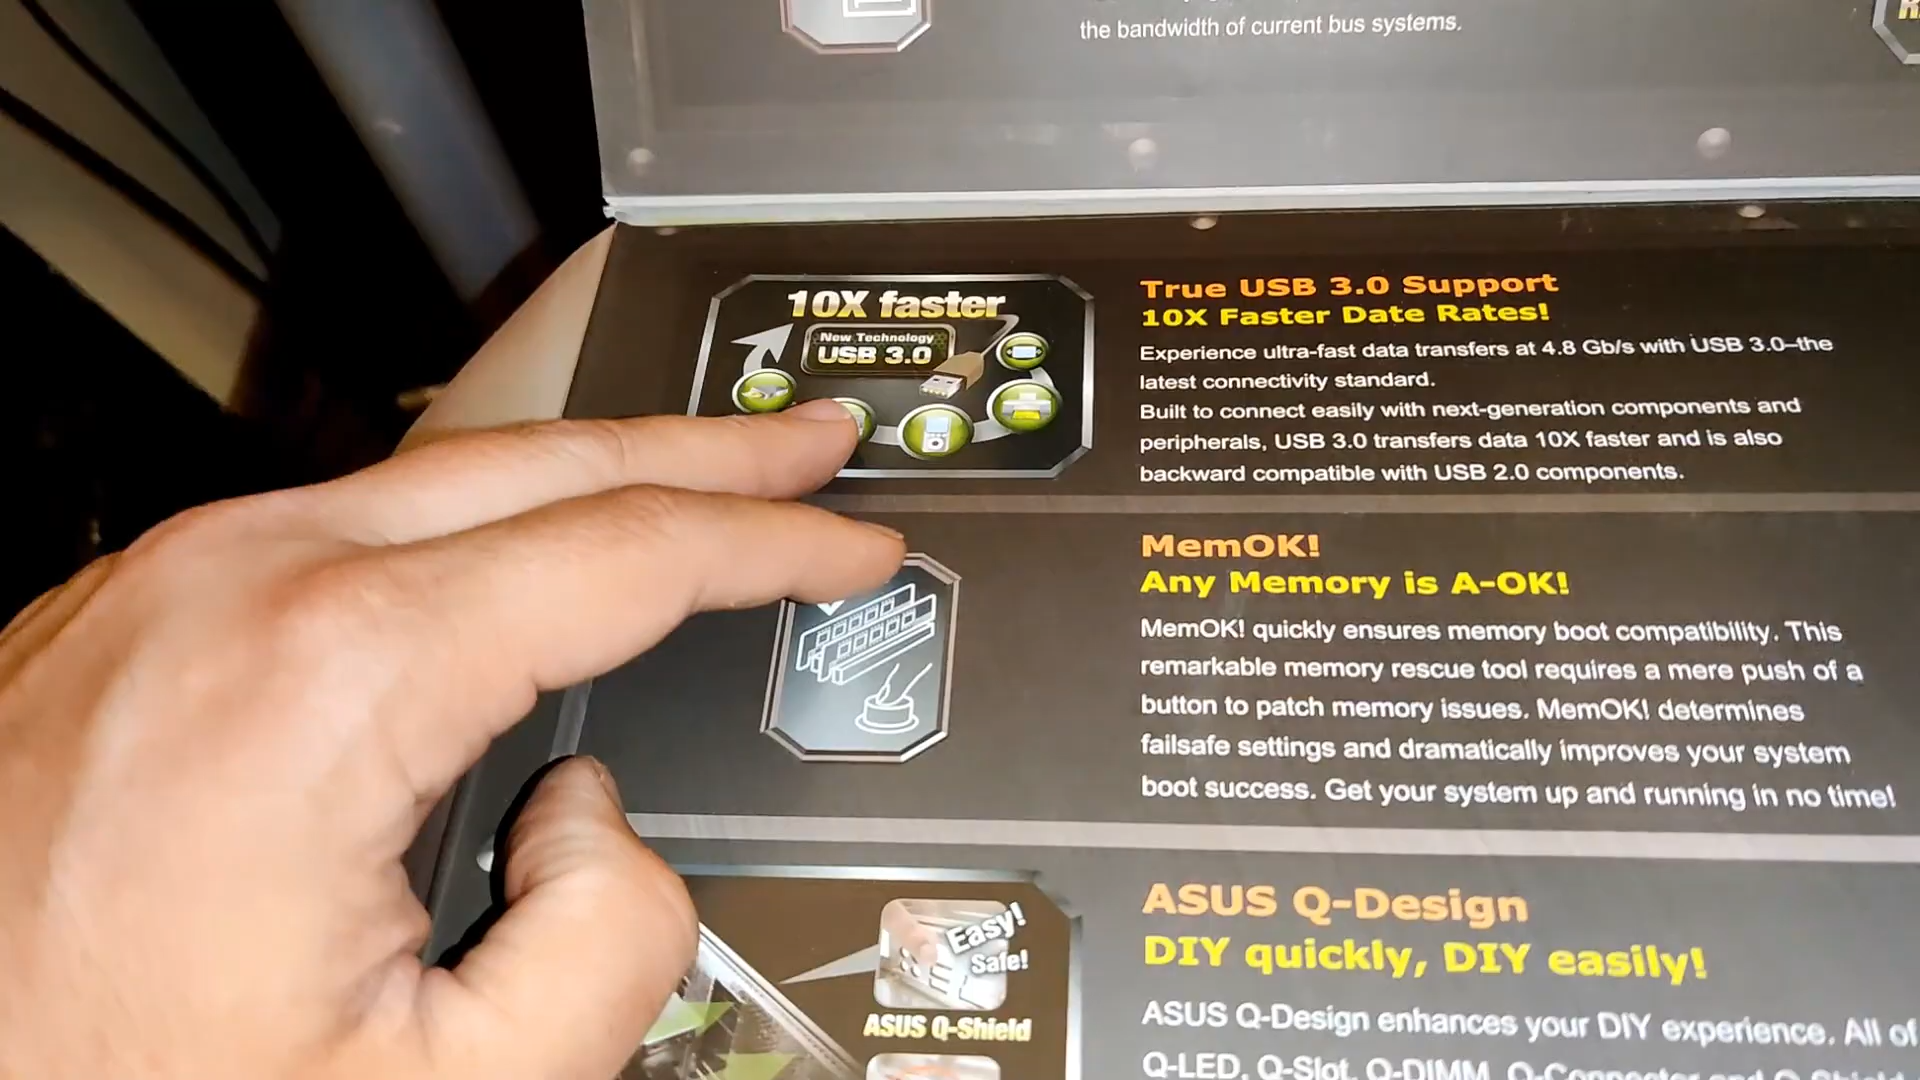 the bandwidth of current bus systems.
10X faster
New Technology
USB 3.0
True USB 3.0 Support
10X Faster Date Rates!
Experience ultra-fast data transfers at 4.8 Gb/s with USB 3.0–the
latest connectivity standard.
Built to connect easily with next-generation components and
peripherals, USB 3.0 transfers data 10X faster and is also
backward compatible with USB 2.0 components.
MemOK!
Any Memory is A-OK!
MemOK! quickly ensures memory boot compatibility. This
remarkable memory rescue tool requires a mere push of a
button to patch memory issues. MemOK! determines
failsafe settings and dramatically improves your system
boot success. Get your system up and running in no time!
Easy!
Safe!
ASUS Q-Shield
ASUS Q-Design
DIY quickly, DIY easily!
ASUS Q-Design enhances your DIY experience. All of
Q-LED, Q-Slot, Q-DIMM, Q-Connector and Q-Shield